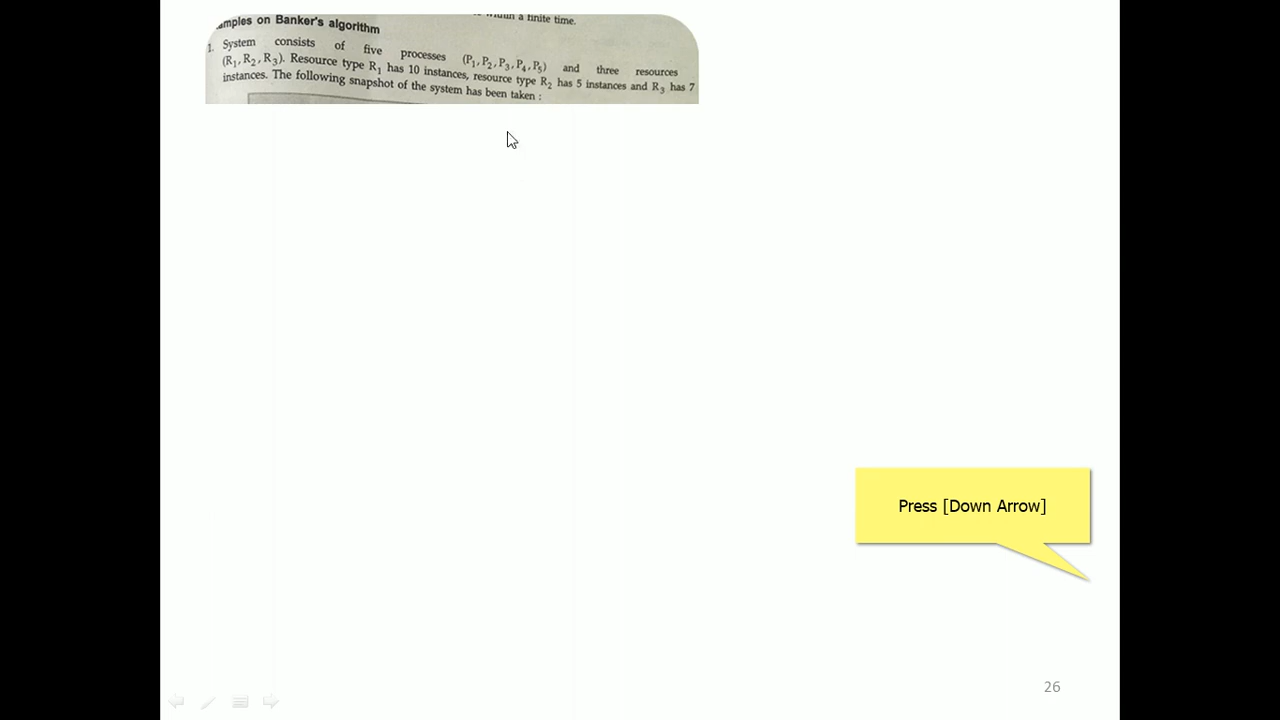 amples on Banker's algorithm
within a finite time.
1. System consists of five processes (P1, P2, P3, P4, P5) and three resources
(R1, R2, R3). Resource type R1 has 10 instances, resource type R2 has 5 instances and R3 has 7
instances. The following snapshot of the system has been taken :
Press [Down Arrow]
26